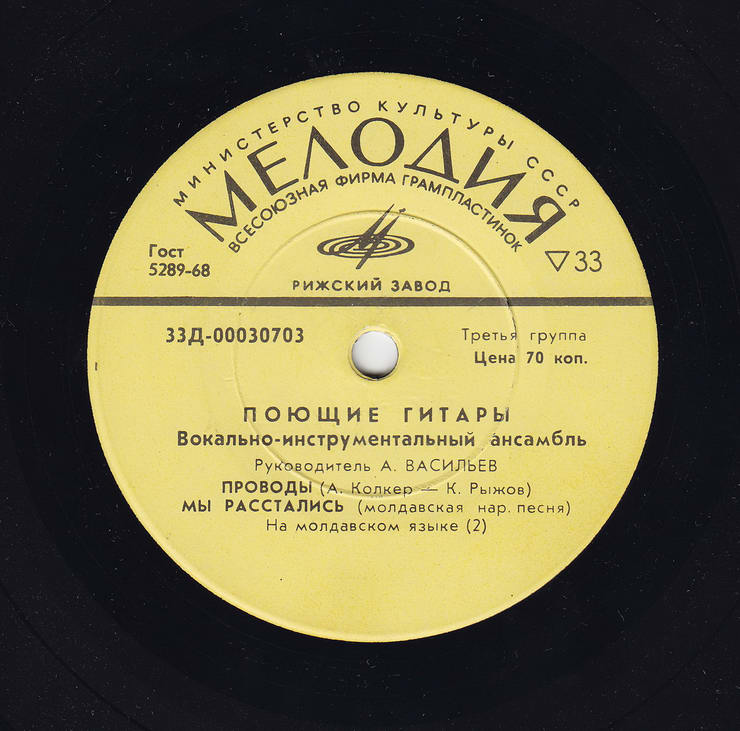 МИНИСТЕРСТВО КУЛЬТУРЫ СССР
МЕЛОДИЯ
ВСЕСОЮЗНАЯ ФИРМА ГРАМПЛАСТИНОК
Гост
5289-68
▽33
РИЖСКИЙ ЗАВОД
33Д-00030703
Третья группа
Цена 70 коп.
ПОЮЩИЕ ГИТАРЫ
Вокально-инструментальный ансамбль
Руководитель А. ВАСИЛЬЕВ
ПРОВОДЫ (А. Колкер — К. Рыжов)
МЫ РАССТАЛИСЬ (молдавская нар. песня)
На молдавском языке (2)